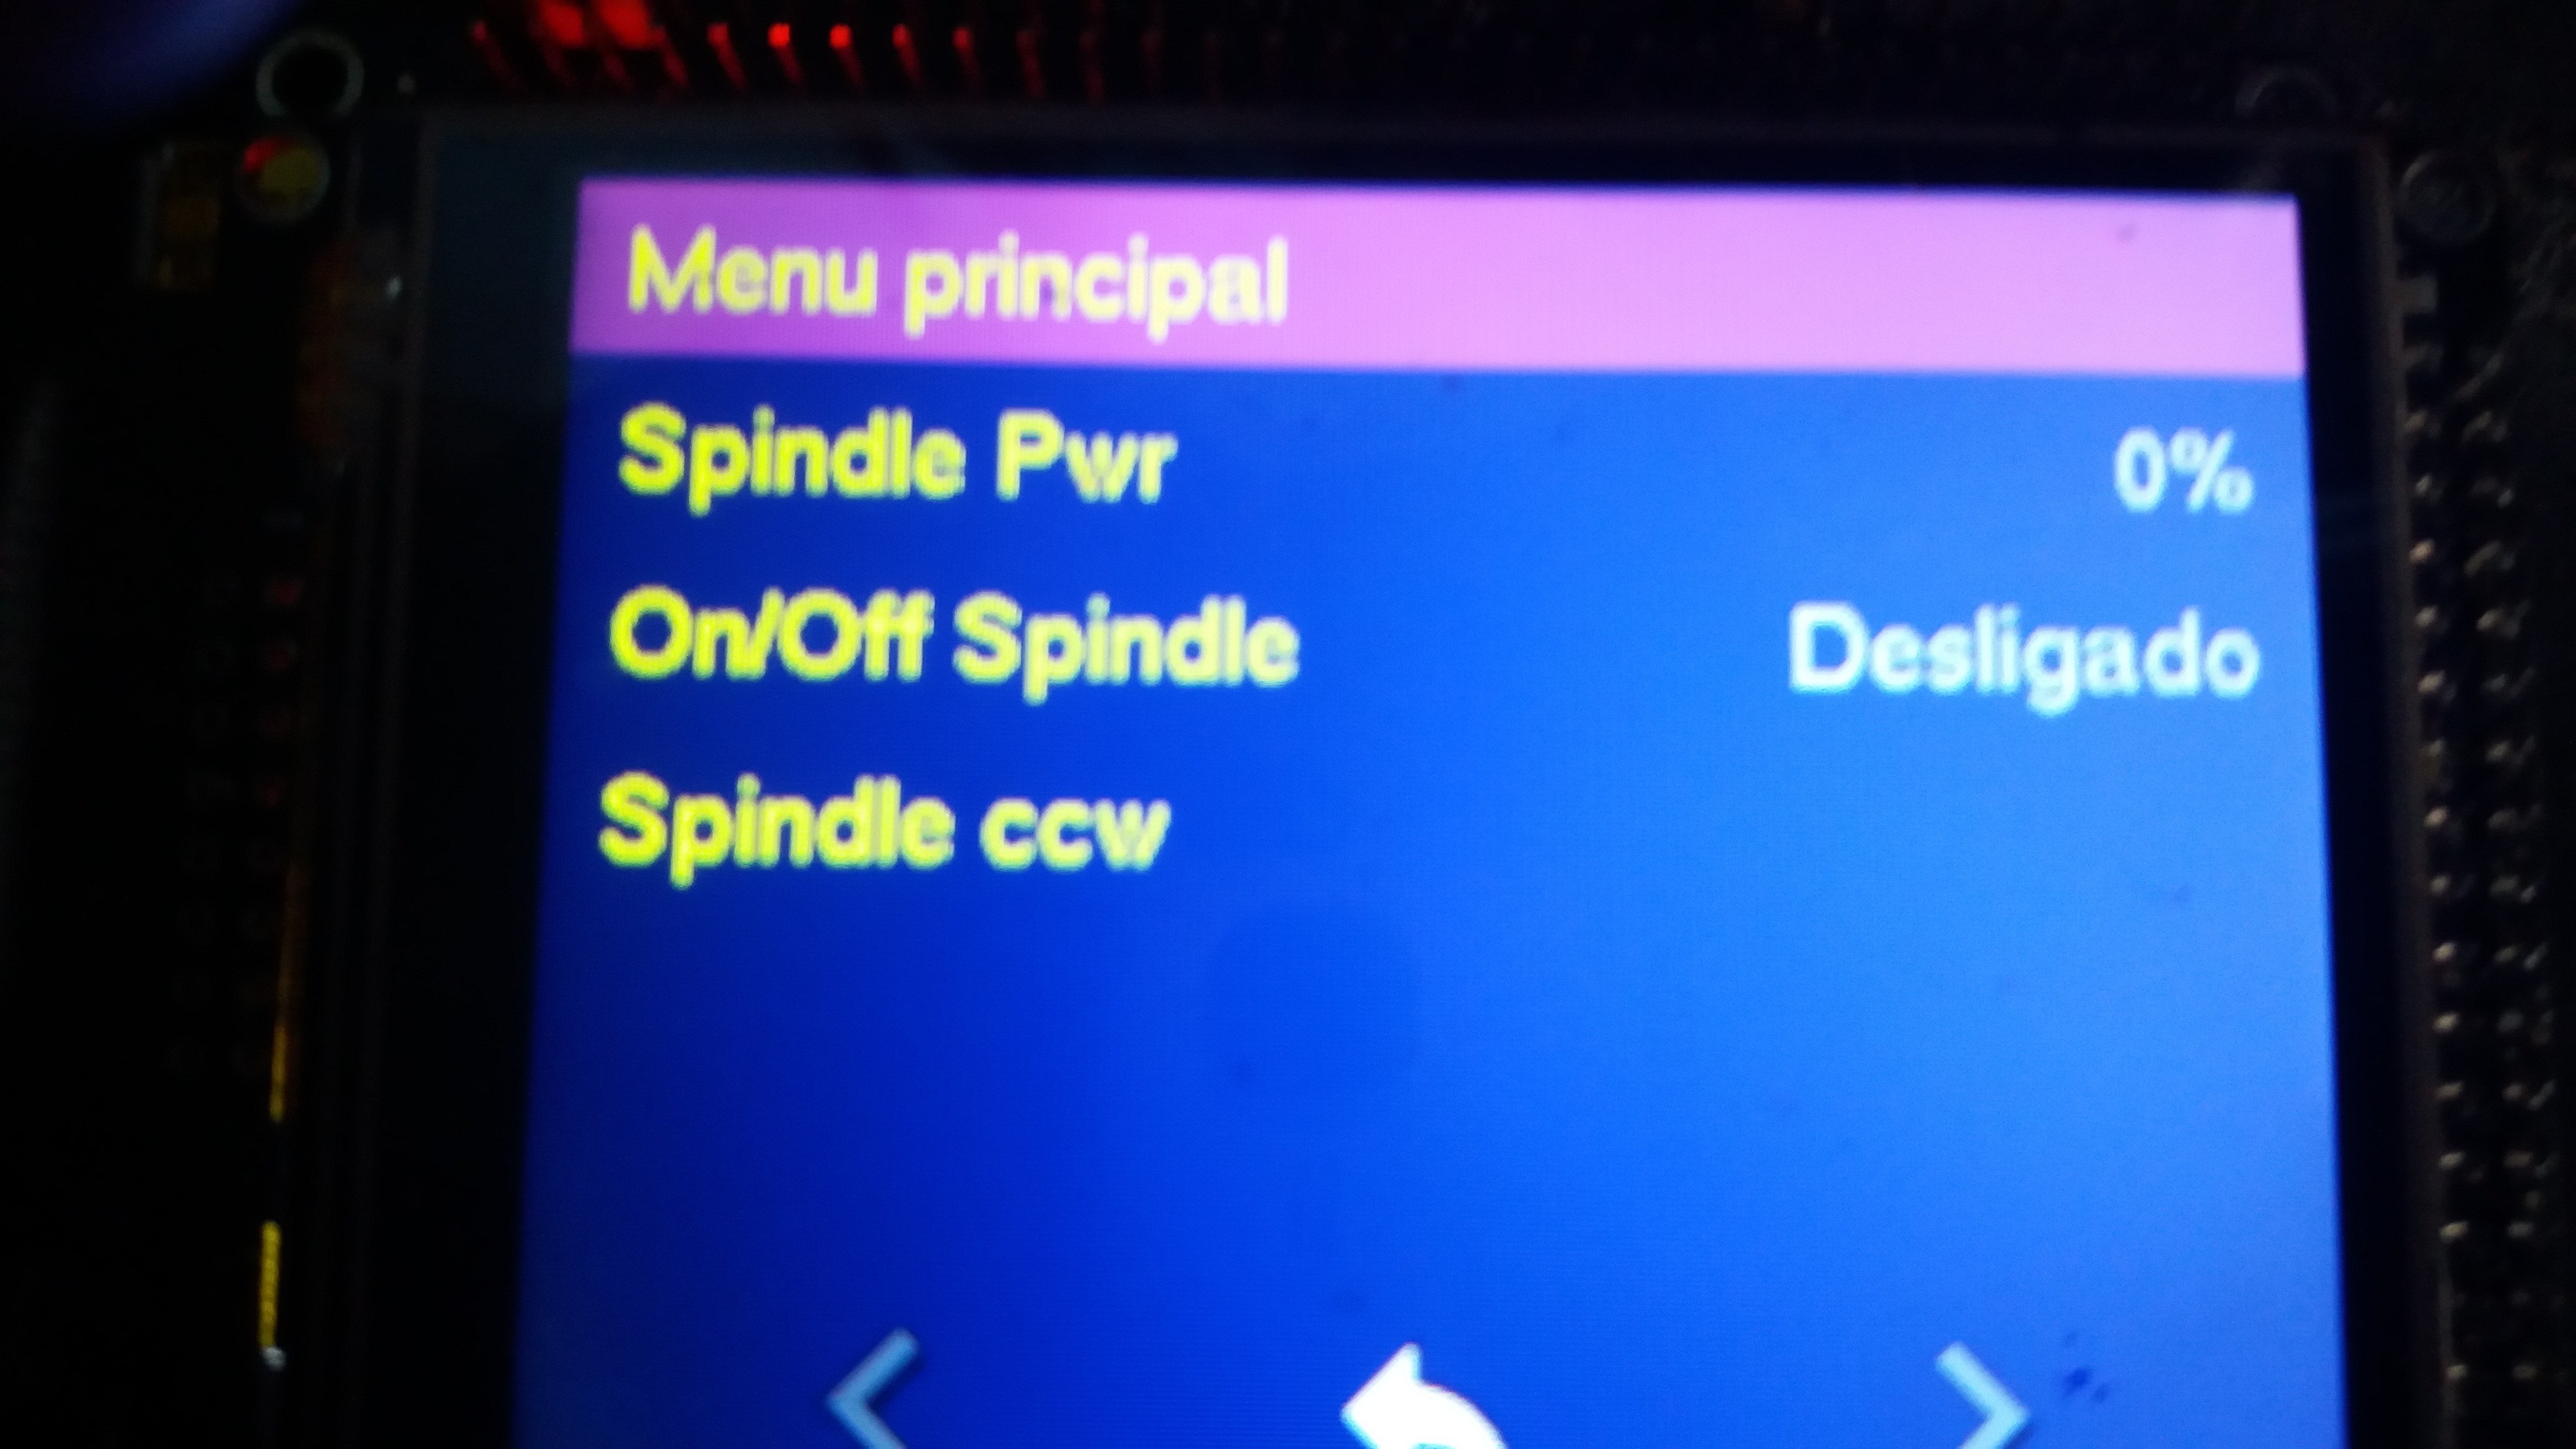 Menu principal
Spindle Pwr 0%
On/Off Spindle Desligado
Spindle ccw